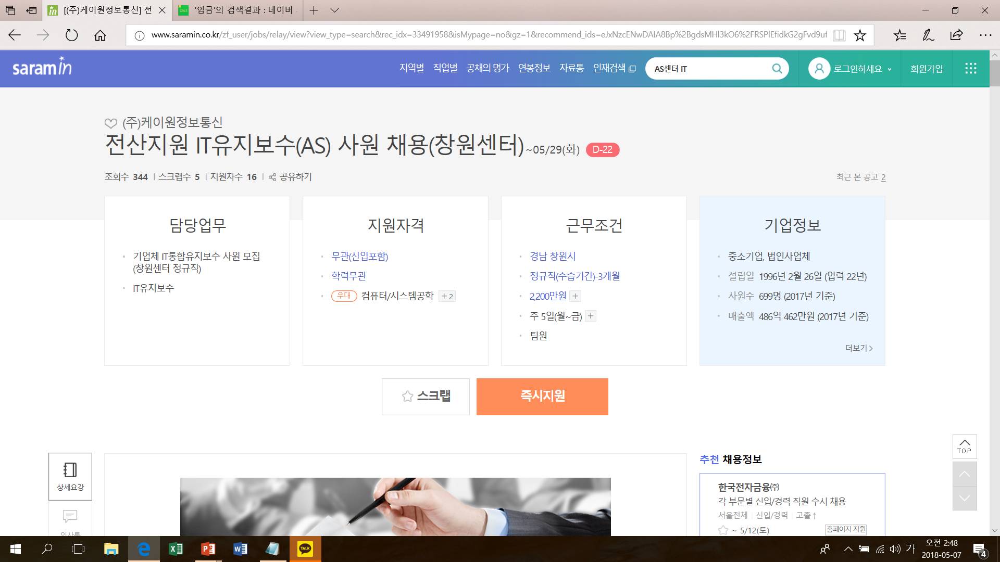 [(주)케이원정보통신] 전
'임금'의 검색결과 : 네이버
www.saramin.co.kr/zf_user/jobs/relay/view?view_type=search&rec_idx=33491958&isMypage=no&gz=1&recommend_ids=eJxNzcENwDAIA8Bp%2BgdsMHl3kO6%2FRSPlEfidkG2gFvd9uf
saramin
지역별 직업별 공채의 명가 연봉정보 자료통 인재검색
AS센터 IT
로그인하세요
회원가입
(주)케이원정보통신
전산지원 IT유지보수(AS) 사원 채용(창원센터) ~05/29(화) D-22
조회수 344 스크랩수 5 지원자수 16 공유하기
최근 본 공고 2
담당업무
기업체 IT통합유지보수 사원 모집
(창원센터 정규직)
IT유지보수
지원자격
무관(신입포함)
학력무관
우대 컴퓨터/시스템공학 +2
근무조건
경남 창원시
정규직(수습기간)-3개월
2,200만원 +
주 5일(월~금) +
팀원
기업정보
중소기업, 법인사업체
설립일 1996년 2월 26일 (업력 22년)
사원수 699명 (2017년 기준)
매출액 486억 462만원 (2017년 기준)
더보기
스크랩
즉시지원
TOP
상세요강
추천 채용정보
한국전자금융㈜
각 부문별 신입/경력 직원 수시 채용
서울전체 신입/경력 고졸↑
~ 5/12(토)
홈페이지 지원
TALK
가
오전 2:48
2018-05-07
4